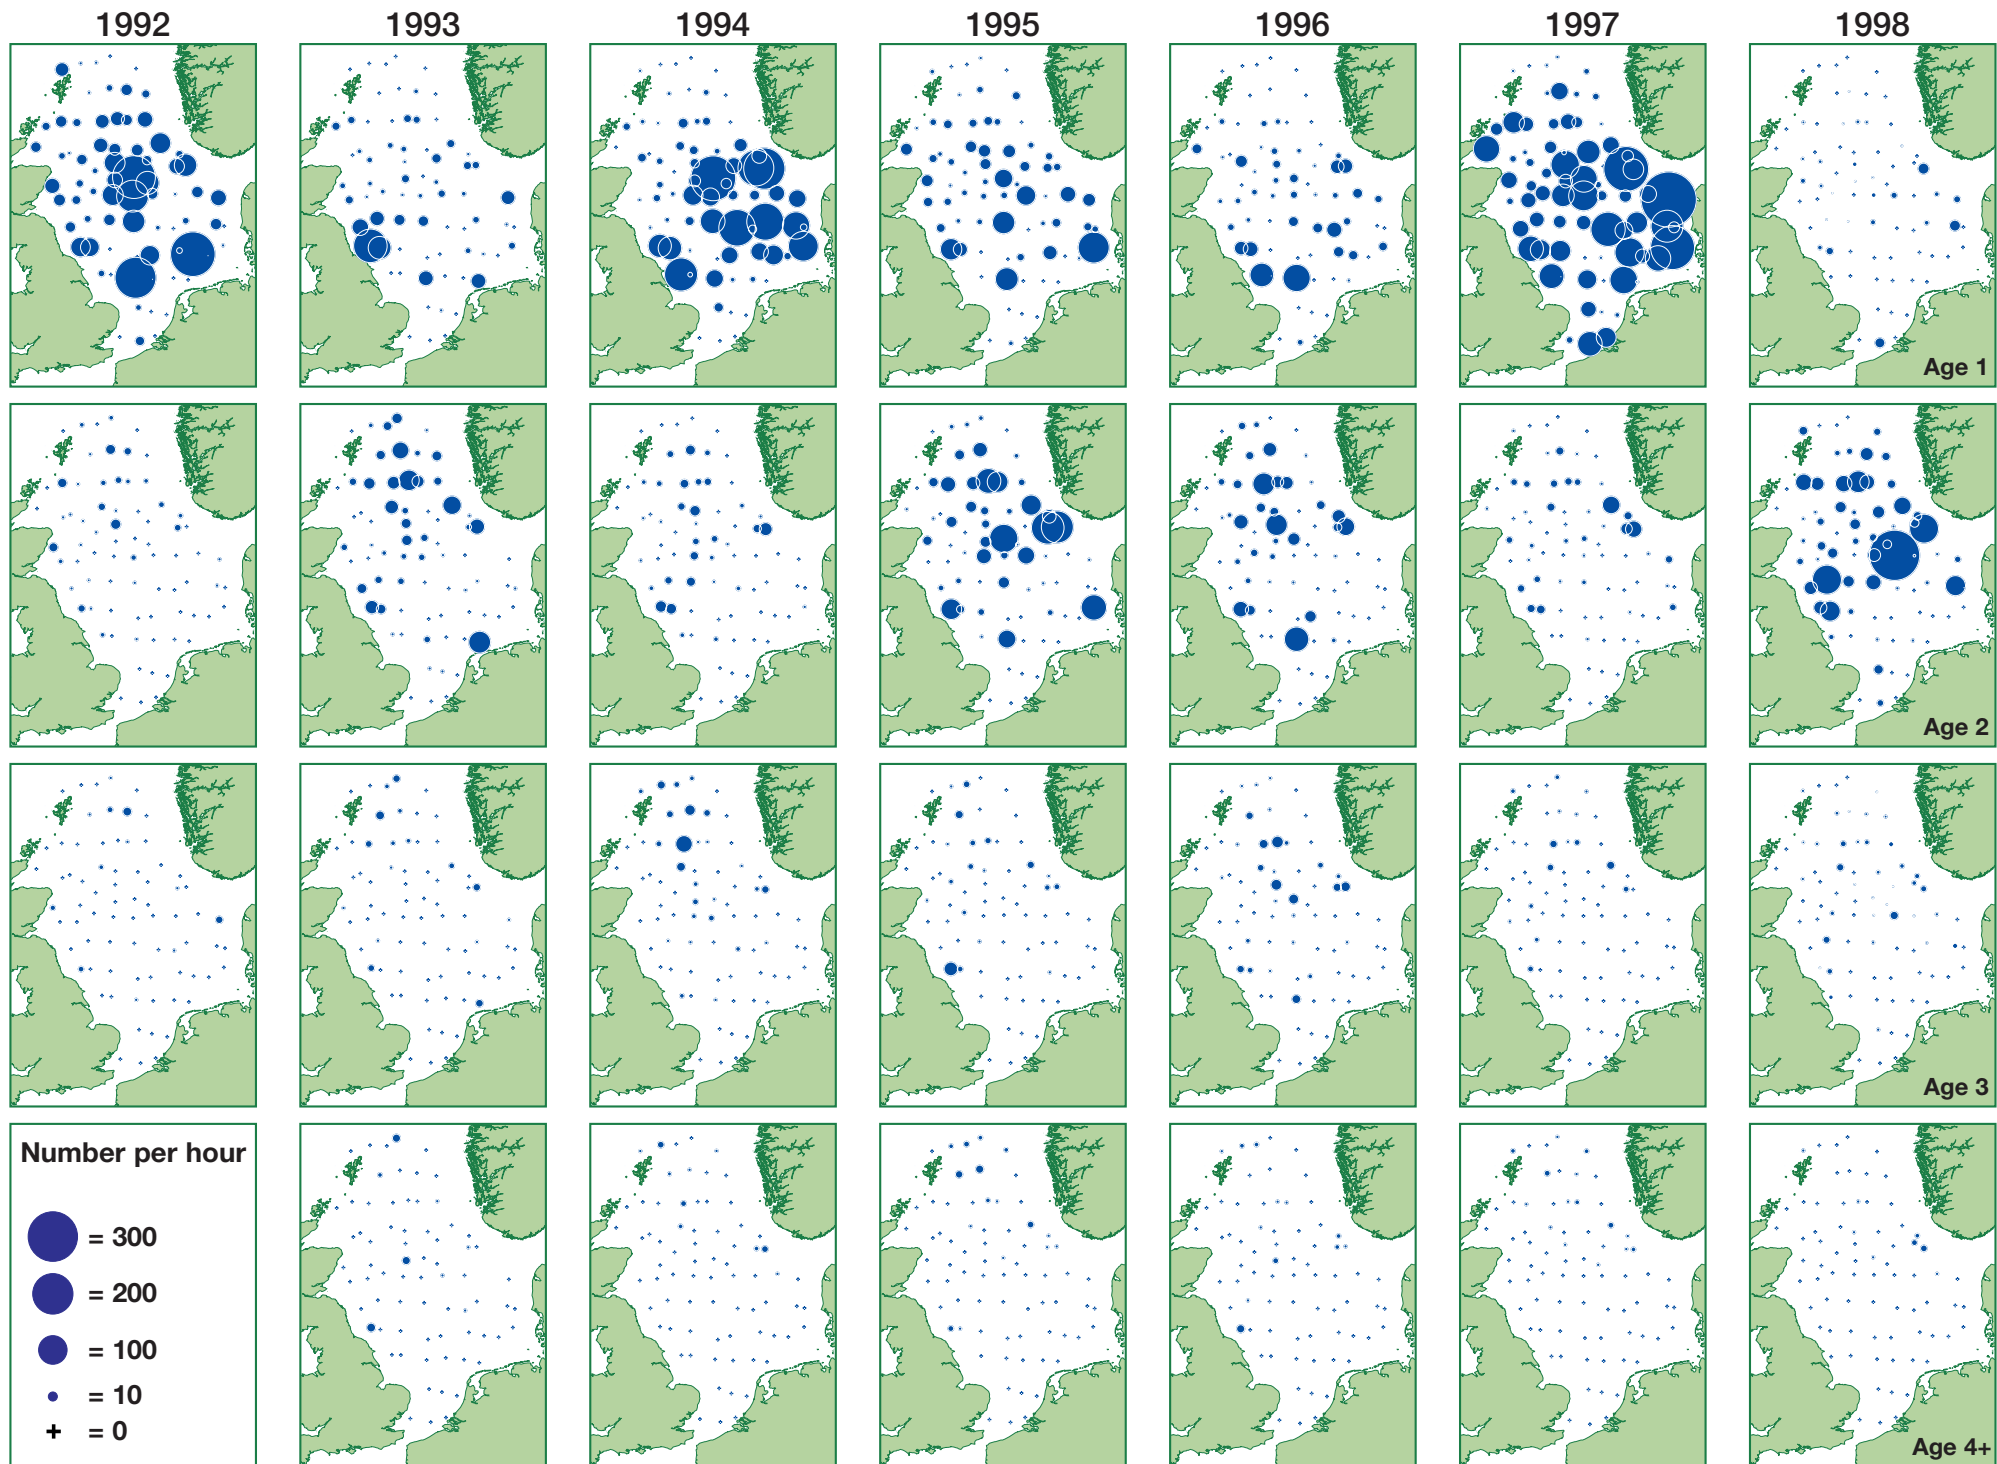 1992 1993 1994 1995 1996 1997 1998
Age 1
Age 2
Age 3
Number per hour
= 300
= 200
= 100
= 10
+ = 0
Age 4+